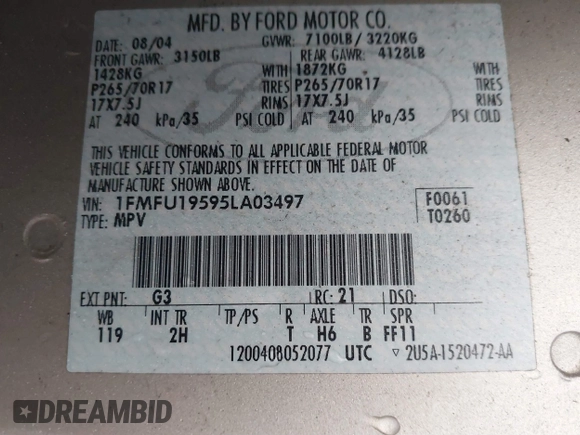 MFD. BY FORD MOTOR CO.
DATE: 08/04 GVWR: 7100LB/ 3220KG
FRONT GAWR: 3150LB REAR GAWR: 4128LB
1428KG WITH 1872KG WITH
P265/70R17 TIRES P265/70R17 TIRES
17X7.5J RIMS 17X7.5J RIMS
AT 240 kPa/35 PSI COLD AT 240 kPa/35 PSI COLD
Ford
THIS VEHICLE CONFORMS TO ALL APPLICABLE FEDERAL MOTOR
VEHICLE SAFETY STANDARDS IN EFFECT ON THE DATE OF
MANUFACTURE SHOWN ABOVE.
VIN: 1FMFU19595LA03497 F0061
TYPE: MPV T0260
EXT PNT: G3 RC: 21 DSO:
WB INT TR TP/PS R AXLE TR SPR
119 2H T H6 B FF11
1200408052077 UTC ▽ 2U5A-1520472-AA
DREAMBID